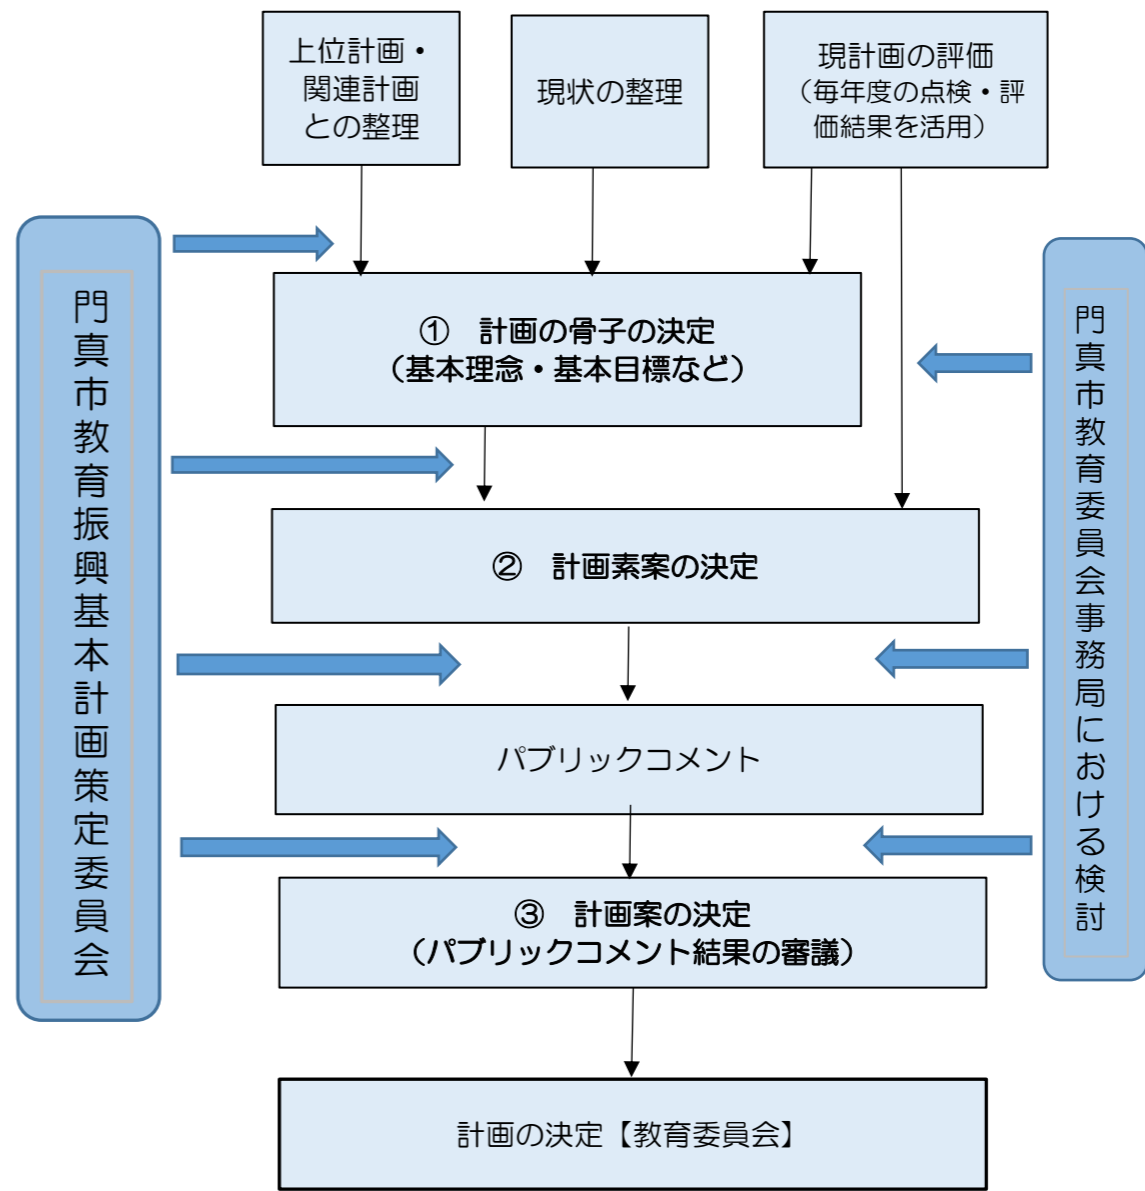 上位計画・
関連計画
との整理
現状の整理
現計画の評価
（毎年度の点検・評
価結果を活用）
門真市教育振興基本計画策定委員会
① 計画の骨子の決定
（基本理念・基本目標など）
門真市教育委員会事務局における検討
② 計画素案の決定
パブリックコメント
③ 計画案の決定
（パブリックコメント結果の審議）
計画の決定【教育委員会】